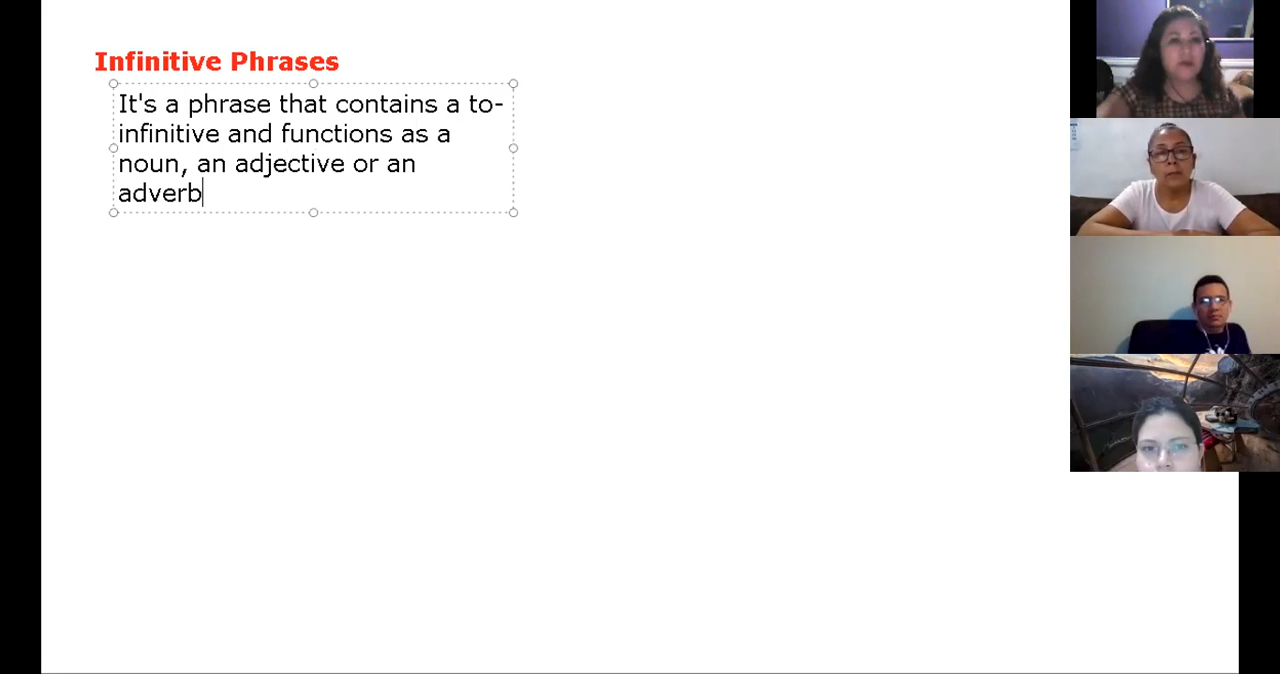 Infinitive Phrases
It's a phrase that contains a to-
infinitive and functions as a
noun, an adjective or an
adverb